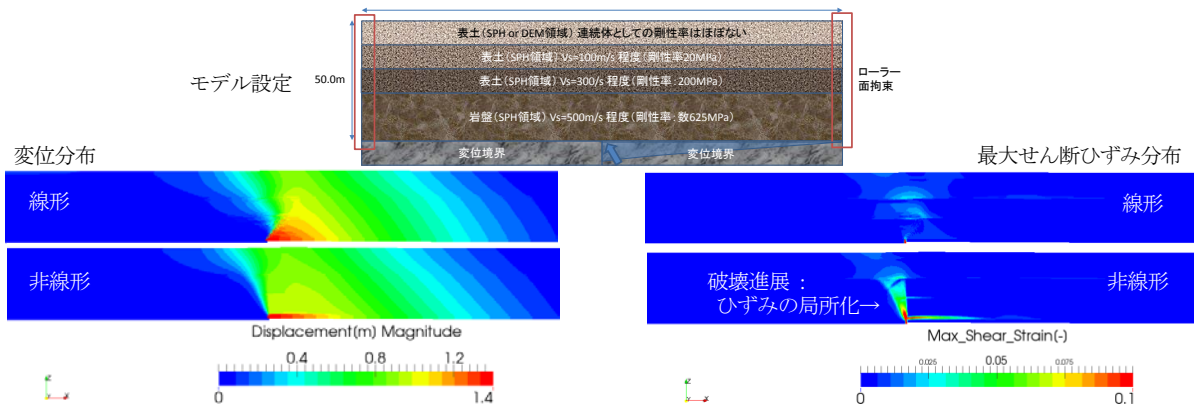 表土(SPH or DEM領域) 連続体としての剛性率はほぼない
表土(SPH領域) Vs=100m/s 程度(剛性率20MPa)
モデル設定
50.0m
表土(SPH領域) Vs=300/s 程度(剛性率:200MPa)
ローラー
面拘束
岩盤(SPH領域) Vs=500m/s 程度(剛性率:数625MPa)
変位境界
変位境界
変位分布
最大せん断ひずみ分布
線形
線形
非線形
破壊進展:
ひずみの局所化→
非線形
Displacement(m) Magnitude
0.4 0.8 1.2
0 1.4
Max_Shear_Strain(-)
0.025 0.05 0.075
0 0.1
Z
Y X
Z
Y X